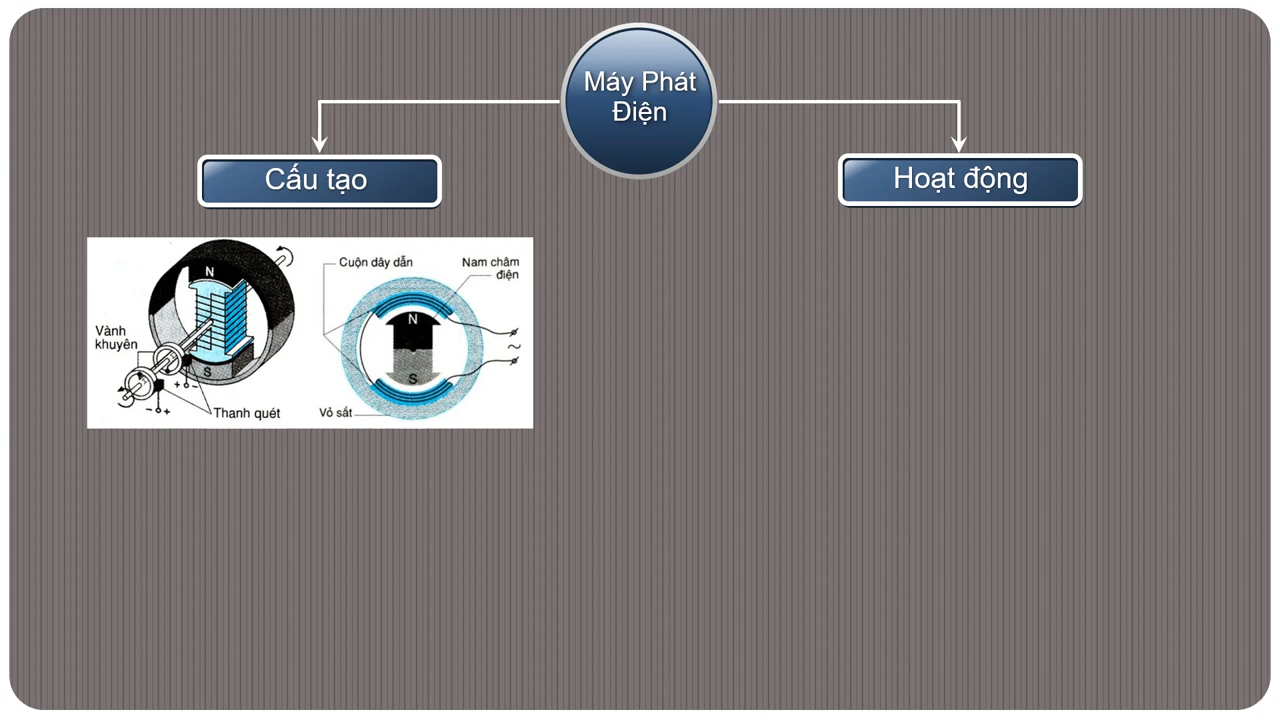 Máy Phát
Điện
Cấu tạo
Hoạt động
N
S
Vành
khuyên
Thanh quét
+ -
- +
Cuộn dây dẫn
Nam châm
điện
N
S
~
Vỏ sắt